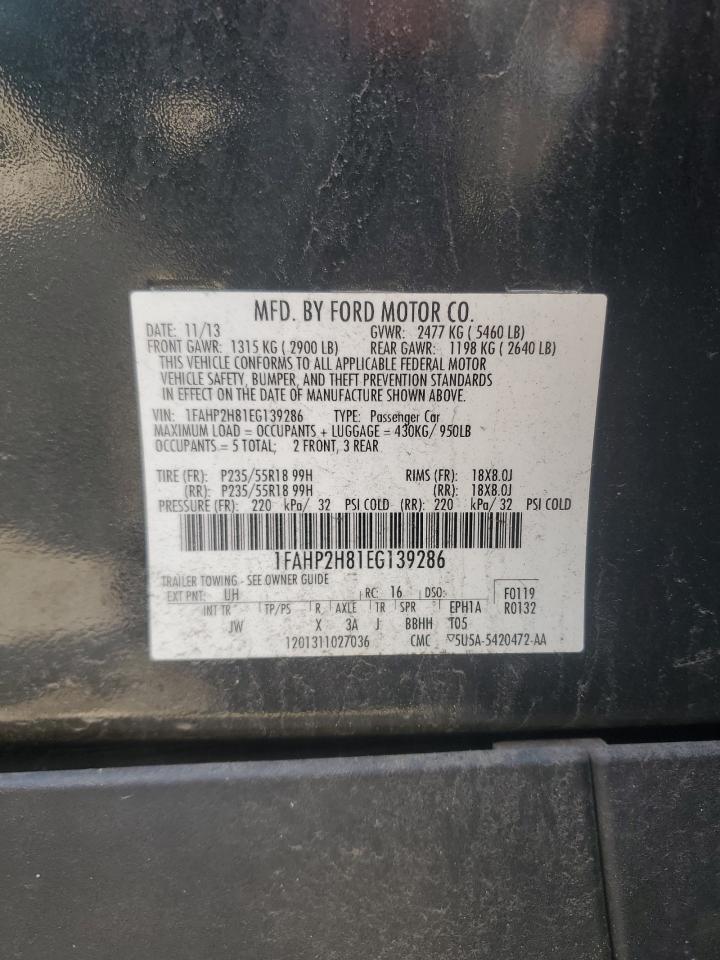 MFD. BY FORD MOTOR CO.
DATE: 11/13 GVWR: 2477 KG ( 5460 LB)
FRONT GAWR: 1315 KG ( 2900 LB) REAR GAWR: 1198 KG ( 2640 LB)
THIS VEHICLE CONFORMS TO ALL APPLICABLE FEDERAL MOTOR
VEHICLE SAFETY, BUMPER, AND THEFT PREVENTION STANDARDS
IN EFFECT ON THE DATE OF MANUFACTURE SHOWN ABOVE.
VIN: 1FAHP2H81EG139286 TYPE: Passenger Car
MAXIMUM LOAD = OCCUPANTS + LUGGAGE = 430KG/ 950LB
OCCUPANTS = 5 TOTAL; 2 FRONT, 3 REAR
TIRE (FR): P235/55R18 99H RIMS (FR): 18X8.0J
(RR): P235/55R18 99H (RR): 18X8.0J
PRESSURE (FR): 220 kPa/ 32 PSI COLD (RR): 220 kPa/ 32 PSI COLD
1FAHP2H81EG139286
TRAILER TOWING - SEE OWNER GUIDE
EXT PNT: UH RC: 16 DSO: F0119
INT TR TP/PS R AXLE TR SPR EPH1A R0132
JW X 3A J BBHH T05
1201311027036 CMC ▽5U5A-5420472-AA